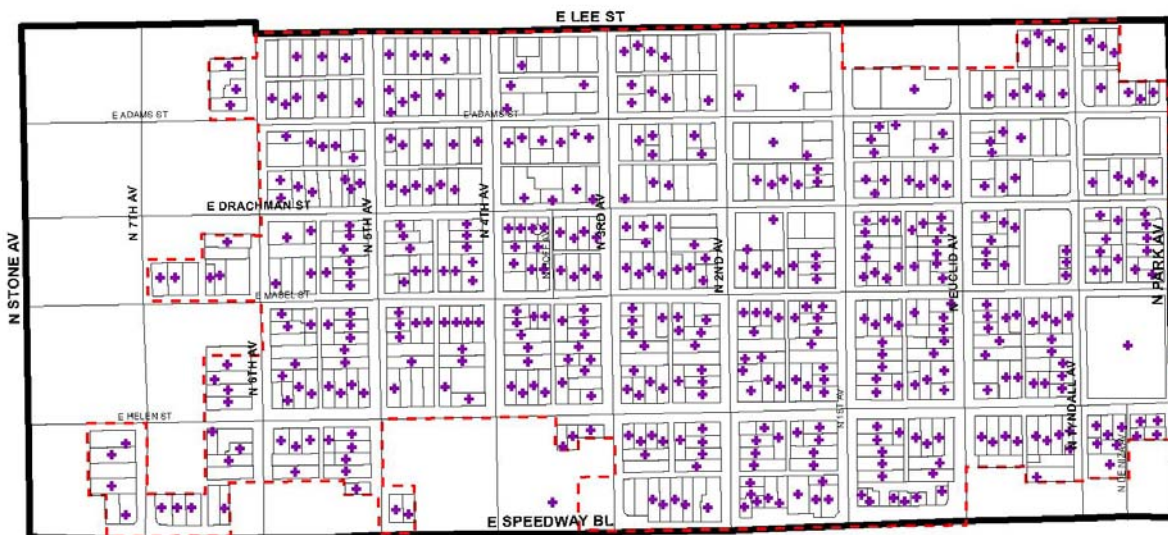 E LEE ST
E ADAMS ST
E ADAMS ST
E DRACHMAN ST
E MABEL ST
E HELEN ST
E SPEEDWAY BL
N STONE AV
N 7TH AV
N 6TH AV
N 5TH AV
N 4TH AV
N 3RD AV
N 2ND AV
N 1ST AV
N EUCLID AV
N TYNDALL AV
N PARK AV